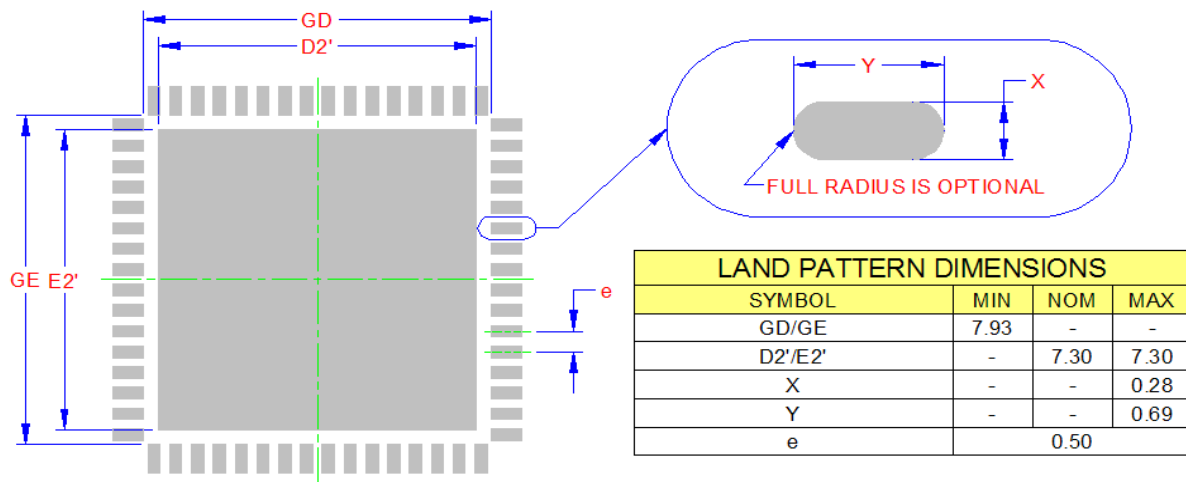 GD
D2'
GE E2'
e
Y
X
FULL RADIUS IS OPTIONAL
LAND PATTERN DIMENSIONS
SYMBOL MIN NOM MAX
GD/GE 7.93 - -
D2'/E2' - 7.30 7.30
X - - 0.28
Y - - 0.69
e 0.50